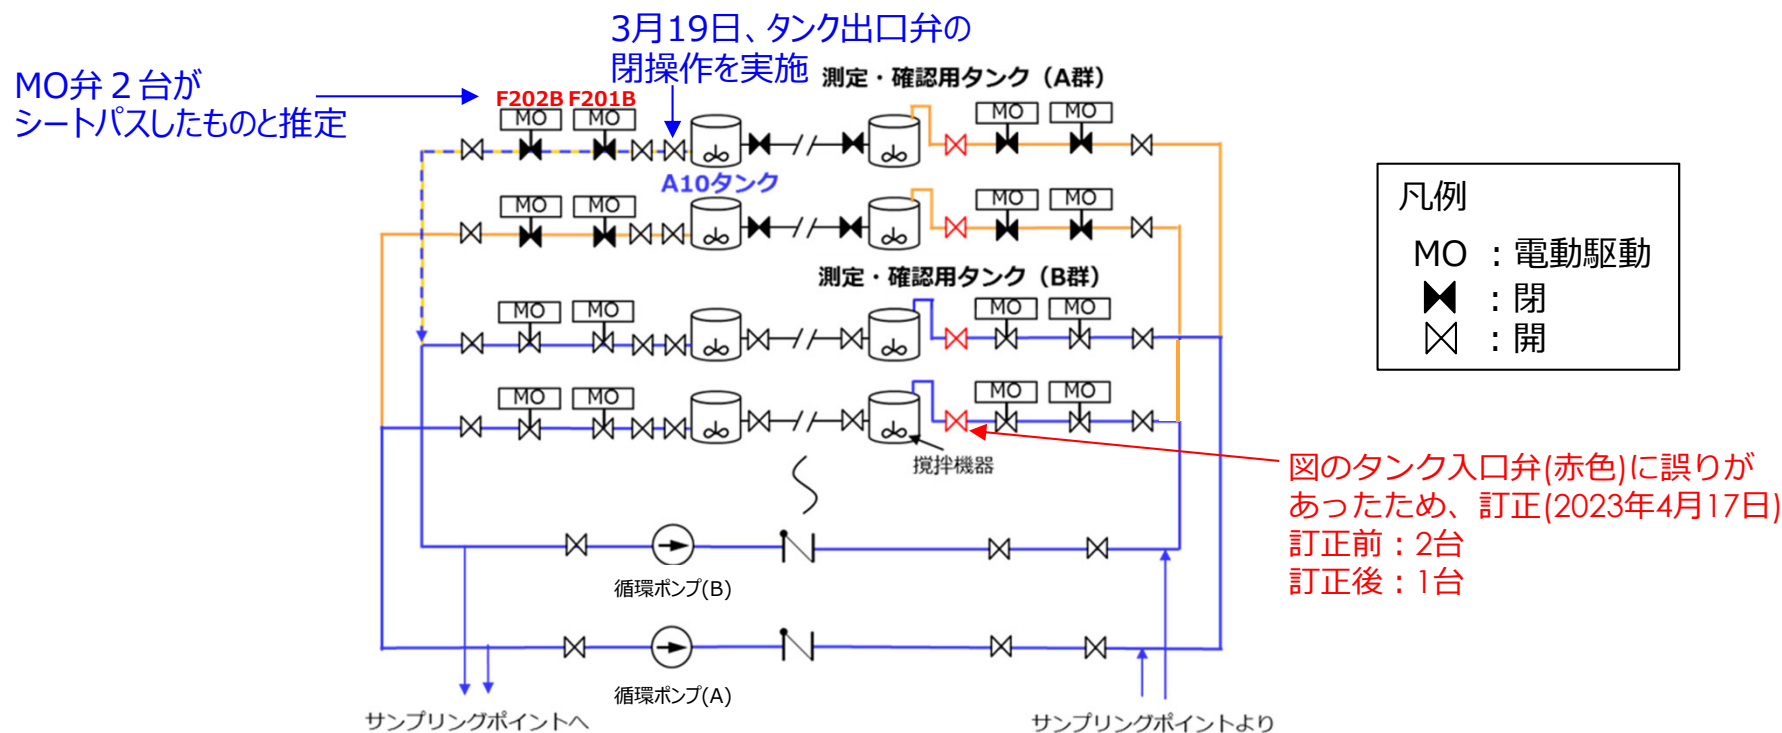 3月19日、タンク出口弁の
閉操作を実施
MO弁２台が
シートパスしたものと推定
測定・確認用タンク（A群）
F202B F201B
MO MO MO MO
A10タンク
MO MO MO MO
測定・確認用タンク（B群）
MO MO MO MO
MO MO MO MO
撹拌機器
凡例
MO ：電動駆動
：閉
：開
図のタンク入口弁(赤色)に誤りが
あったため、訂正(2023年4月17日)
訂正前：2台
訂正後：1台
循環ポンプ(B)
循環ポンプ(A)
サンプリングポイントへ
サンプリングポイントより